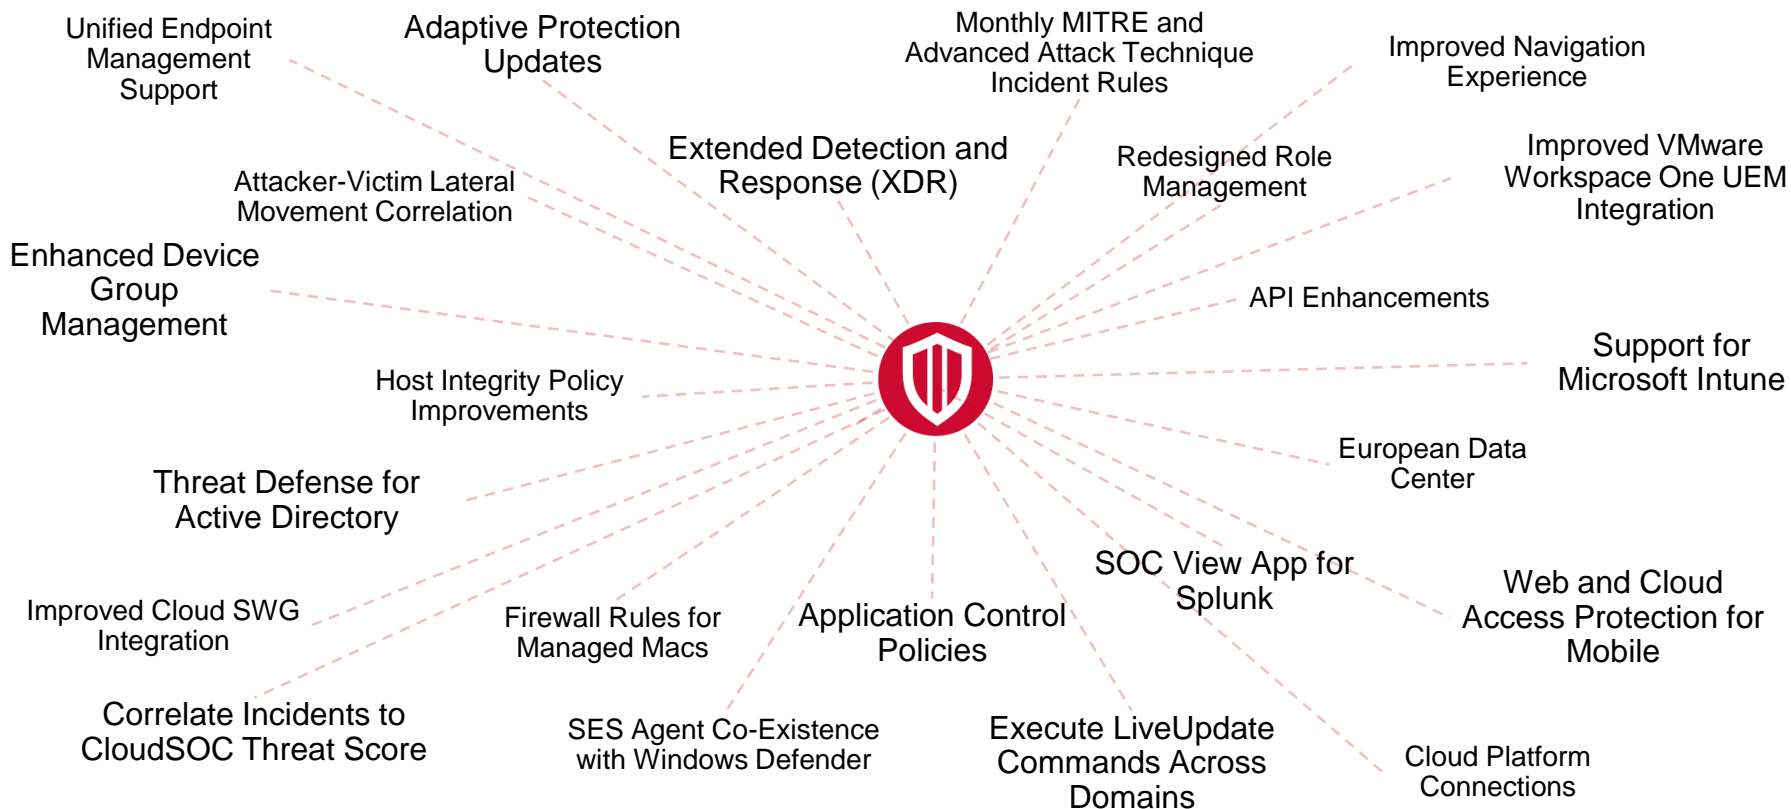 Unified Endpoint
Management
Support
Adaptive Protection
Updates
Monthly MITRE and
Advanced Attack Technique
Incident Rules
Improved Navigation
Experience
Extended Detection and
Response (XDR)
Redesigned Role
Management
Improved VMware
Workspace One UEM
Integration
Attacker-Victim Lateral
Movement Correlation
Enhanced Device
Group
Management
API Enhancements
Support for
Microsoft Intune
Host Integrity Policy
Improvements
European Data
Center
Threat Defense for
Active Directory
SOC View App for
Splunk
Web and Cloud
Access Protection for
Mobile
Improved Cloud SWG
Integration
Firewall Rules for
Managed Macs
Application Control
Policies
Correlate Incidents to
CloudSOC Threat Score
SES Agent Co-Existence
with Windows Defender
Execute LiveUpdate
Commands Across
Domains
Cloud Platform
Connections